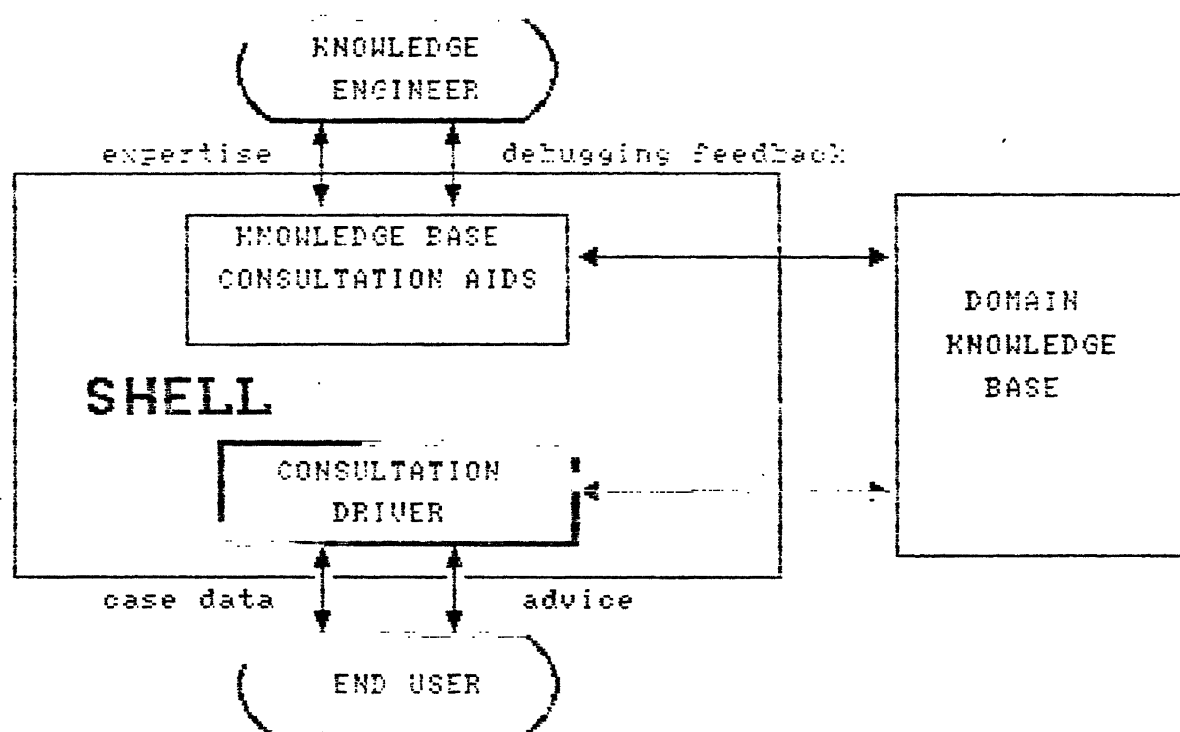 KNOWLEDGE
ENGINEER
expertise
debugging feedback
KNOWLEDGE BASE
CONSULTATION AIDS
DOMAIN
KNOWLEDGE
BASE
SHELL
CONSULTATION
DRIVER
case data
advice
END USER